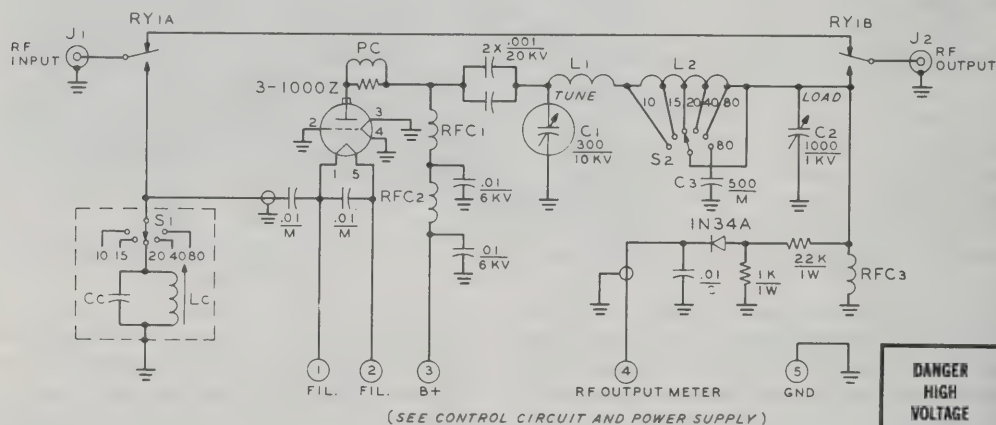 J1
RF
INPUT
RY1A
RY1B
J2
RF
OUTPUT
PC
3-1000Z
2 X .001
20 KV
L1
L2
TUNE
10 15 20 40 80
LOAD
2 3
4
1 5
RFC1
C1
300
10 KV
S2
80
C2
1000
1 KV
C3 500
M
RFC2
.01
6 KV
.01
M
.01
M
S1
10 15 20 40 80
CC
LC
01
6 KV
1N34A
22K
1W
.01
1K
1W
RFC3
1
FIL.
2
FIL.
3
B+
4
RF OUTPUT METER
5
GND
(SEE CONTROL CIRCUIT AND POWER SUPPLY)
DANGER
HIGH
VOLTAGE